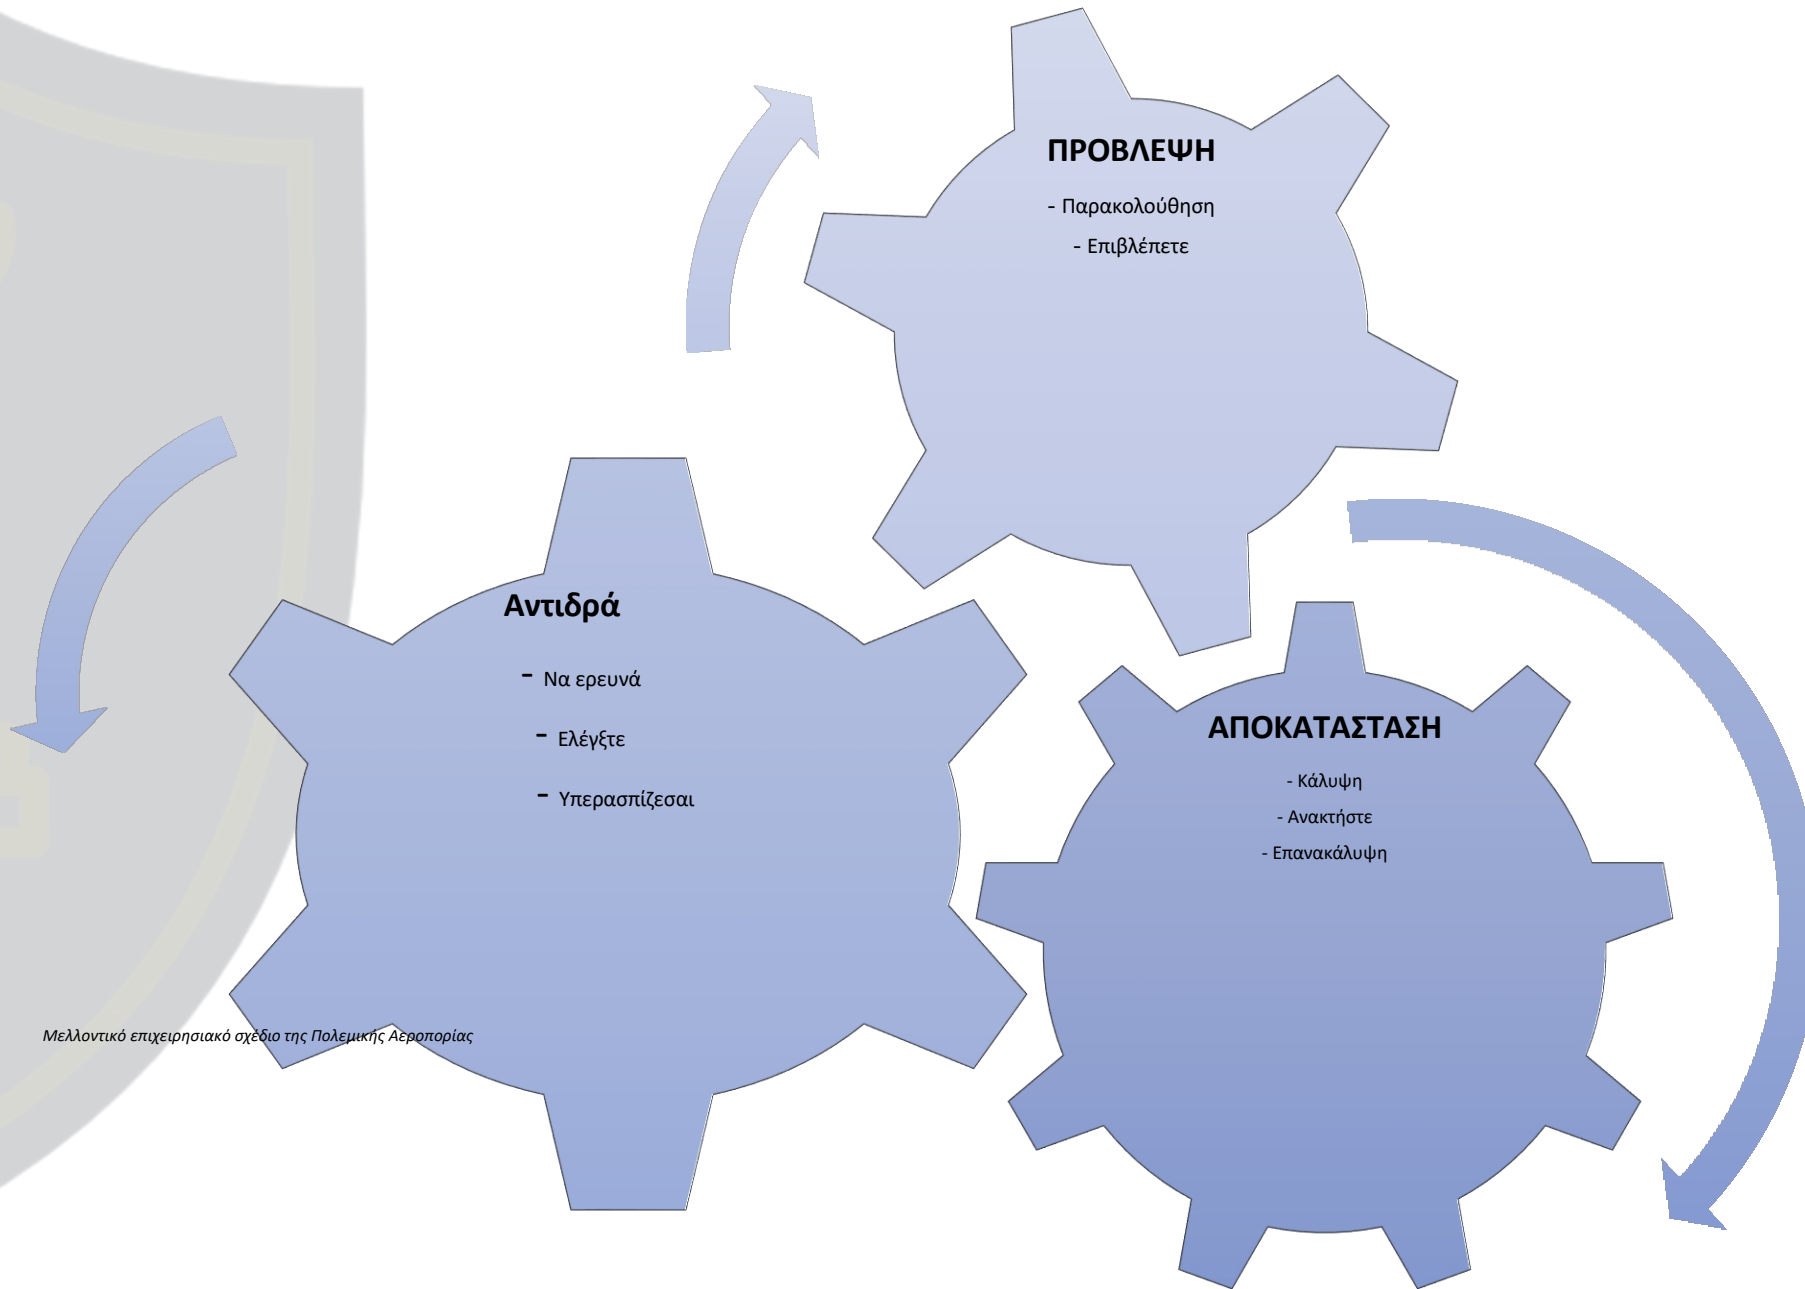 ΠΡΟΒΛΕΨΗ
- Παρακολούθηση
- Επιβλέπετε
Αντιδρά
- Να ερευνά
- Ελέγξτε
- Υπερασπίζεσαι
ΑΠΟΚΑΤΑΣΤΑΣΗ
- Κάλυψη
- Ανακτήστε
- Επανακάλυψη
Μελλοντικό επιχειρησιακό σχέδιο της Πολεμικής Αεροπορίας